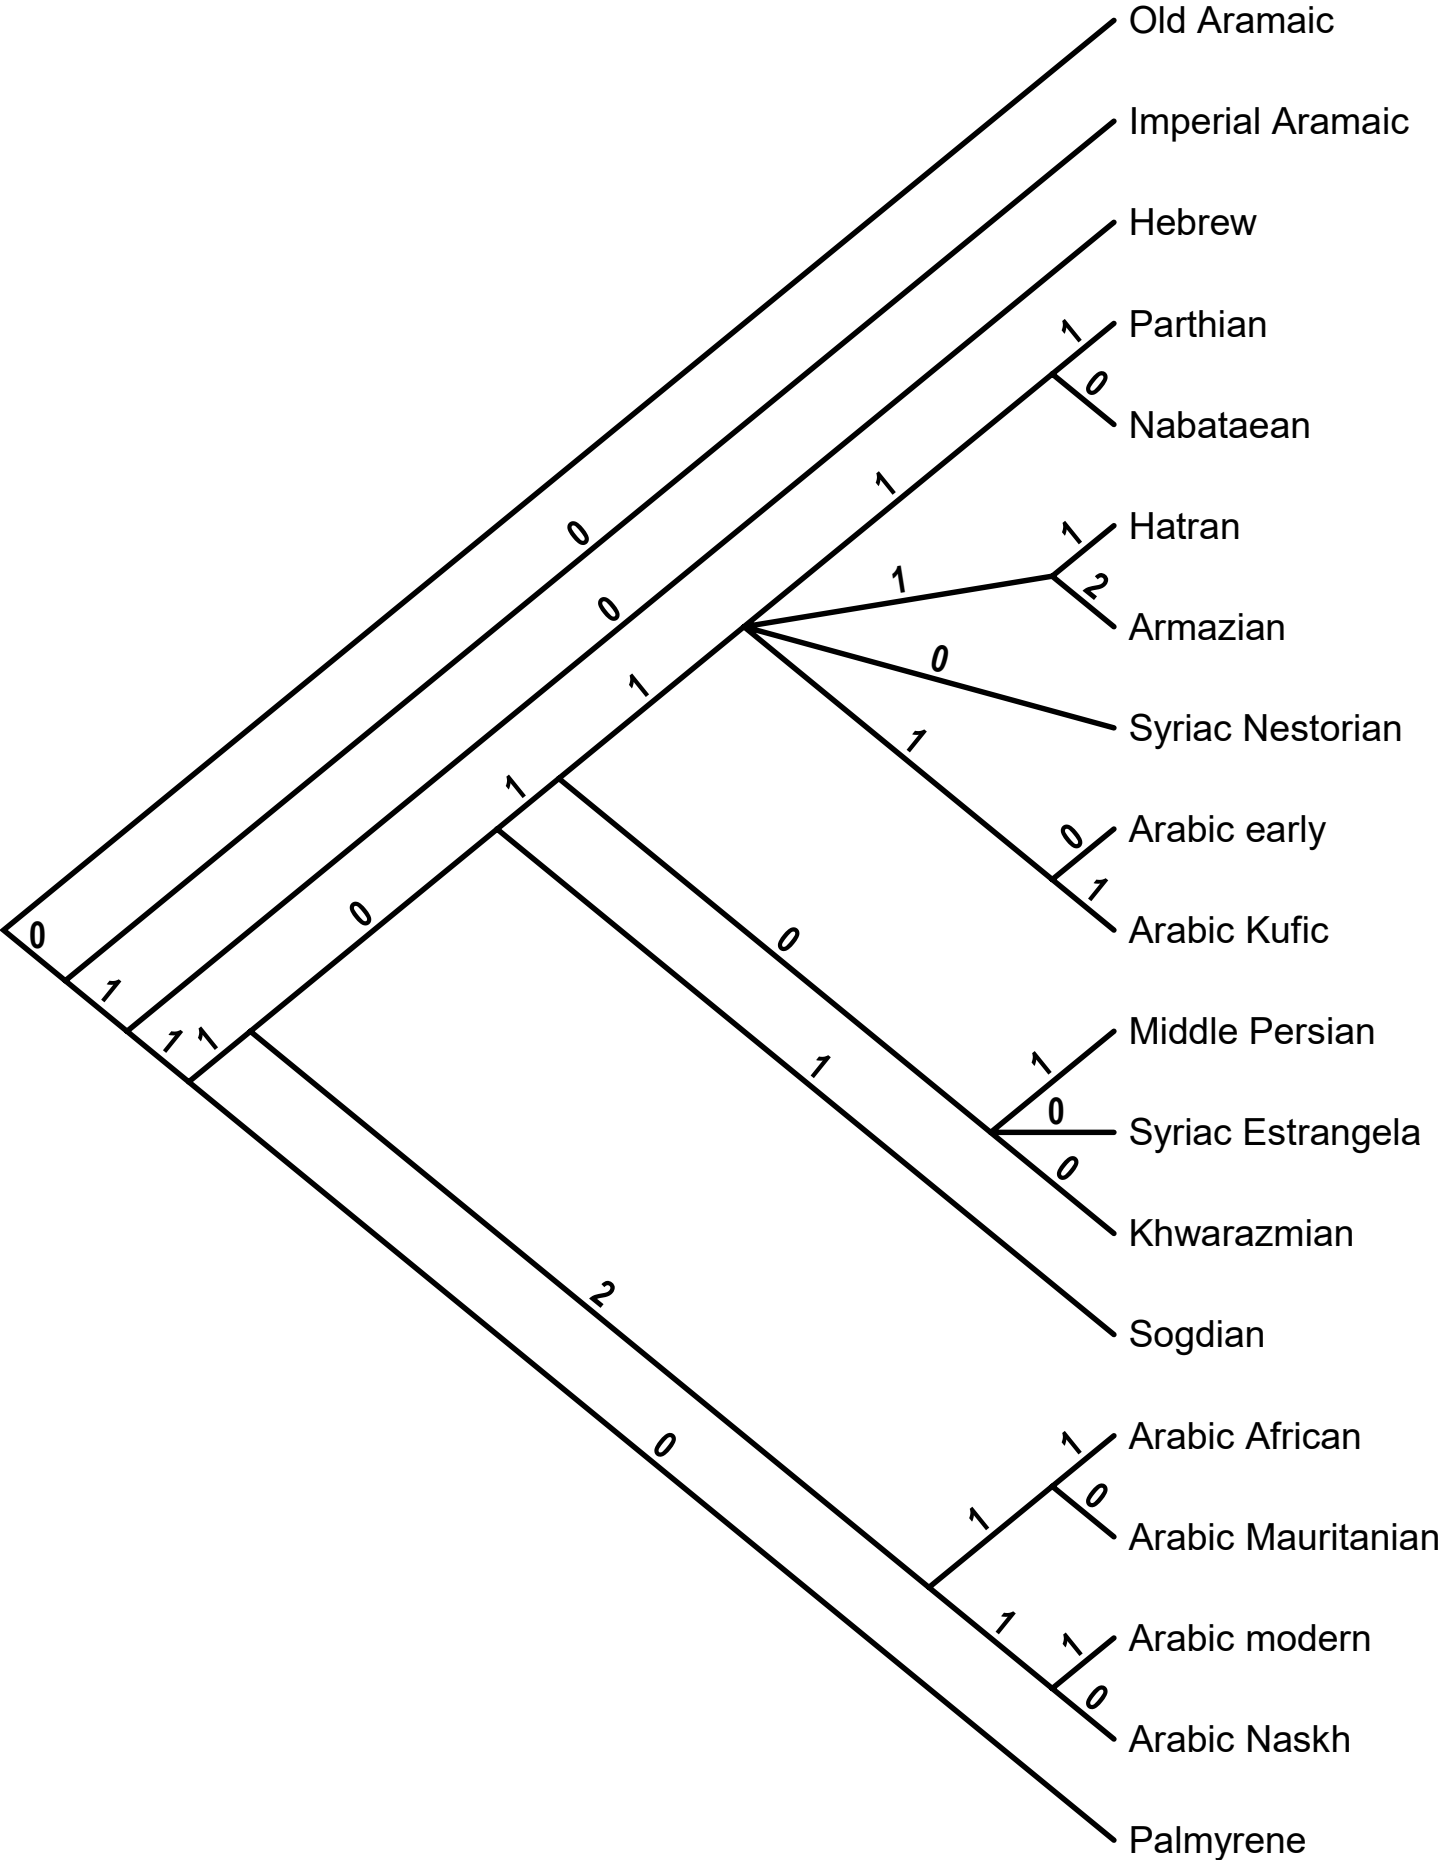 Old Aramaic
Imperial Aramaic
Hebrew
1 Parthian
0 Nabataean
1
0
1 Hatran
1
2 Armazian
0
0
1
Syriac Nestorian
1
1
0 Arabic early
1 Arabic Kufic
0
0
0
1
1 1
1 Middle Persian
0 Syriac Estrangela
0 Khwarazmian
1
2
Sogdian
0
1 Arabic African
0 Arabic Mauritanian
1
1
1 Arabic modern
0 Arabic Naskh
Palmyrene